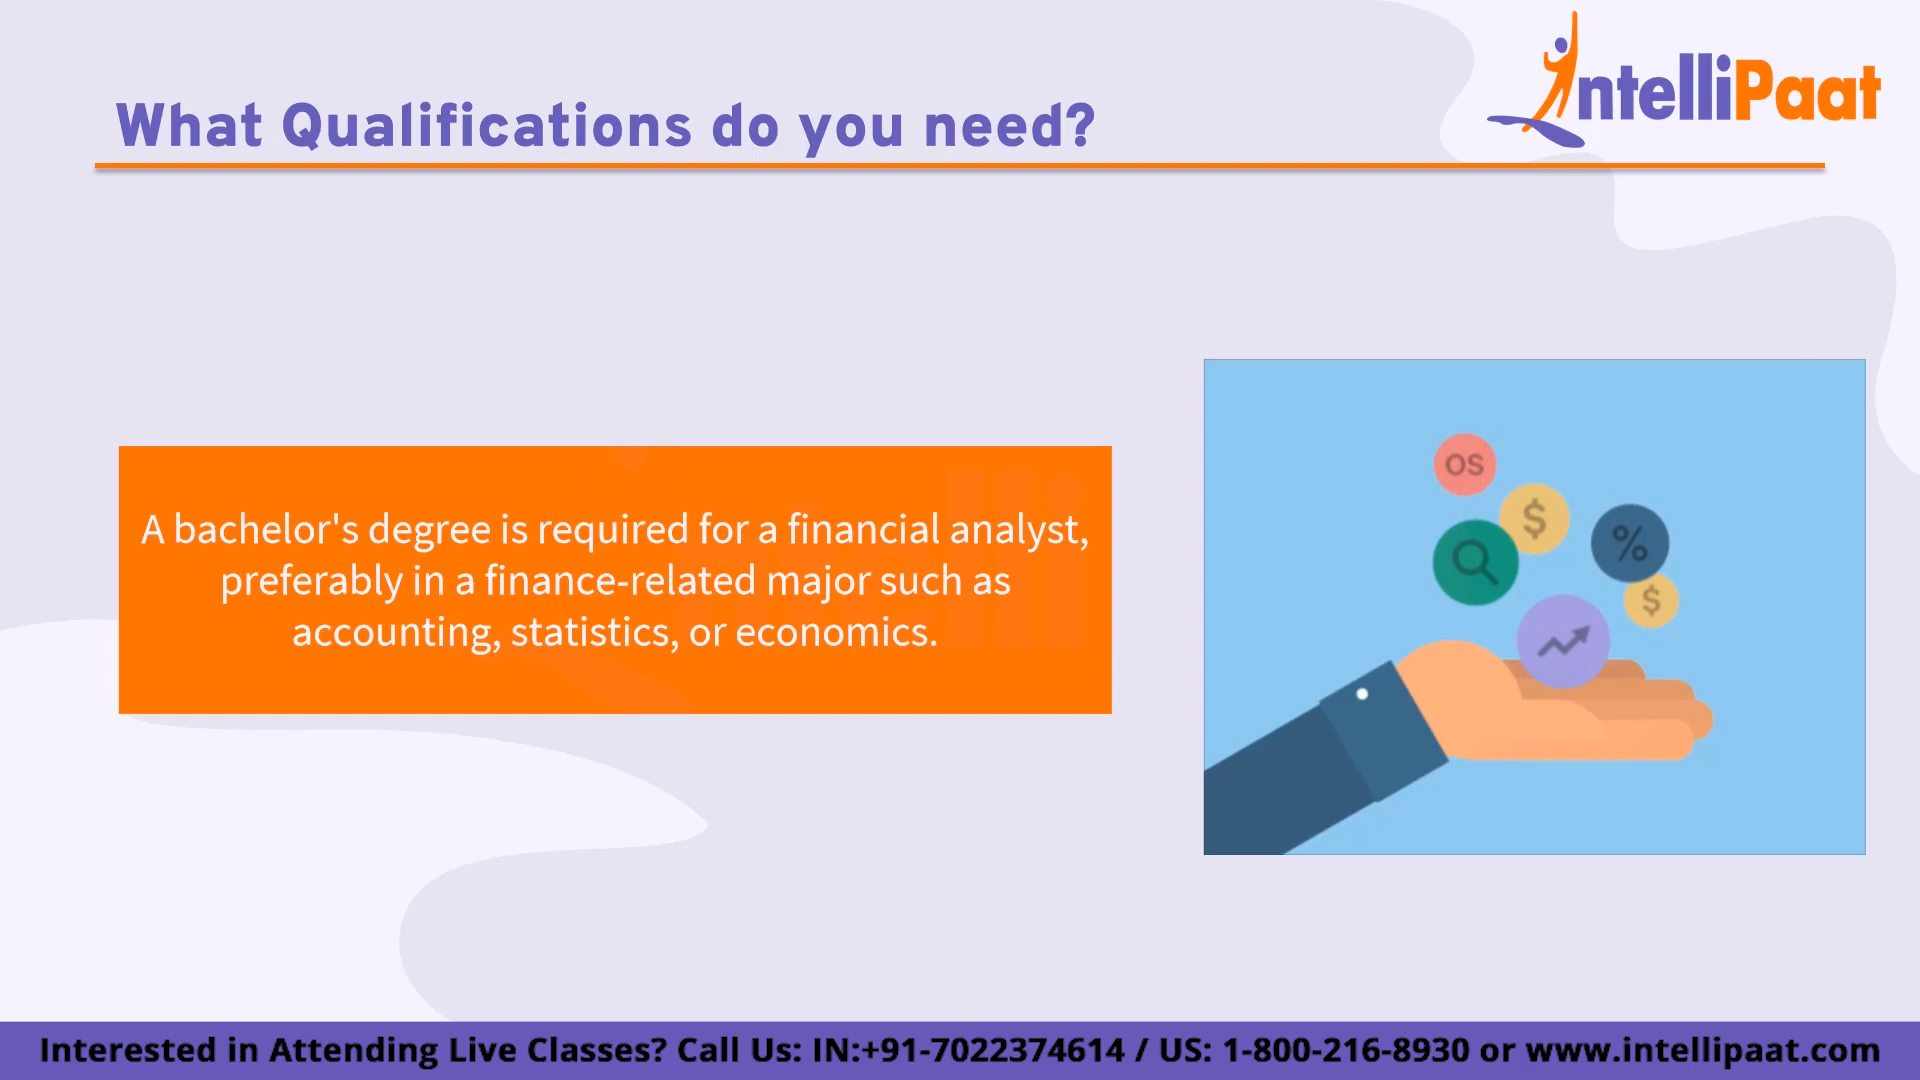 IntelliPaat
What Qualifications do you need?
A bachelor's degree is required for a financial analyst,
preferably in a finance-related major such as
accounting, statistics, or economics.
OS
$
%
$
Interested in Attending Live Classes? Call Us: IN:+91-7022374614 / US: 1-800-216-8930 or www.intellipaat.com